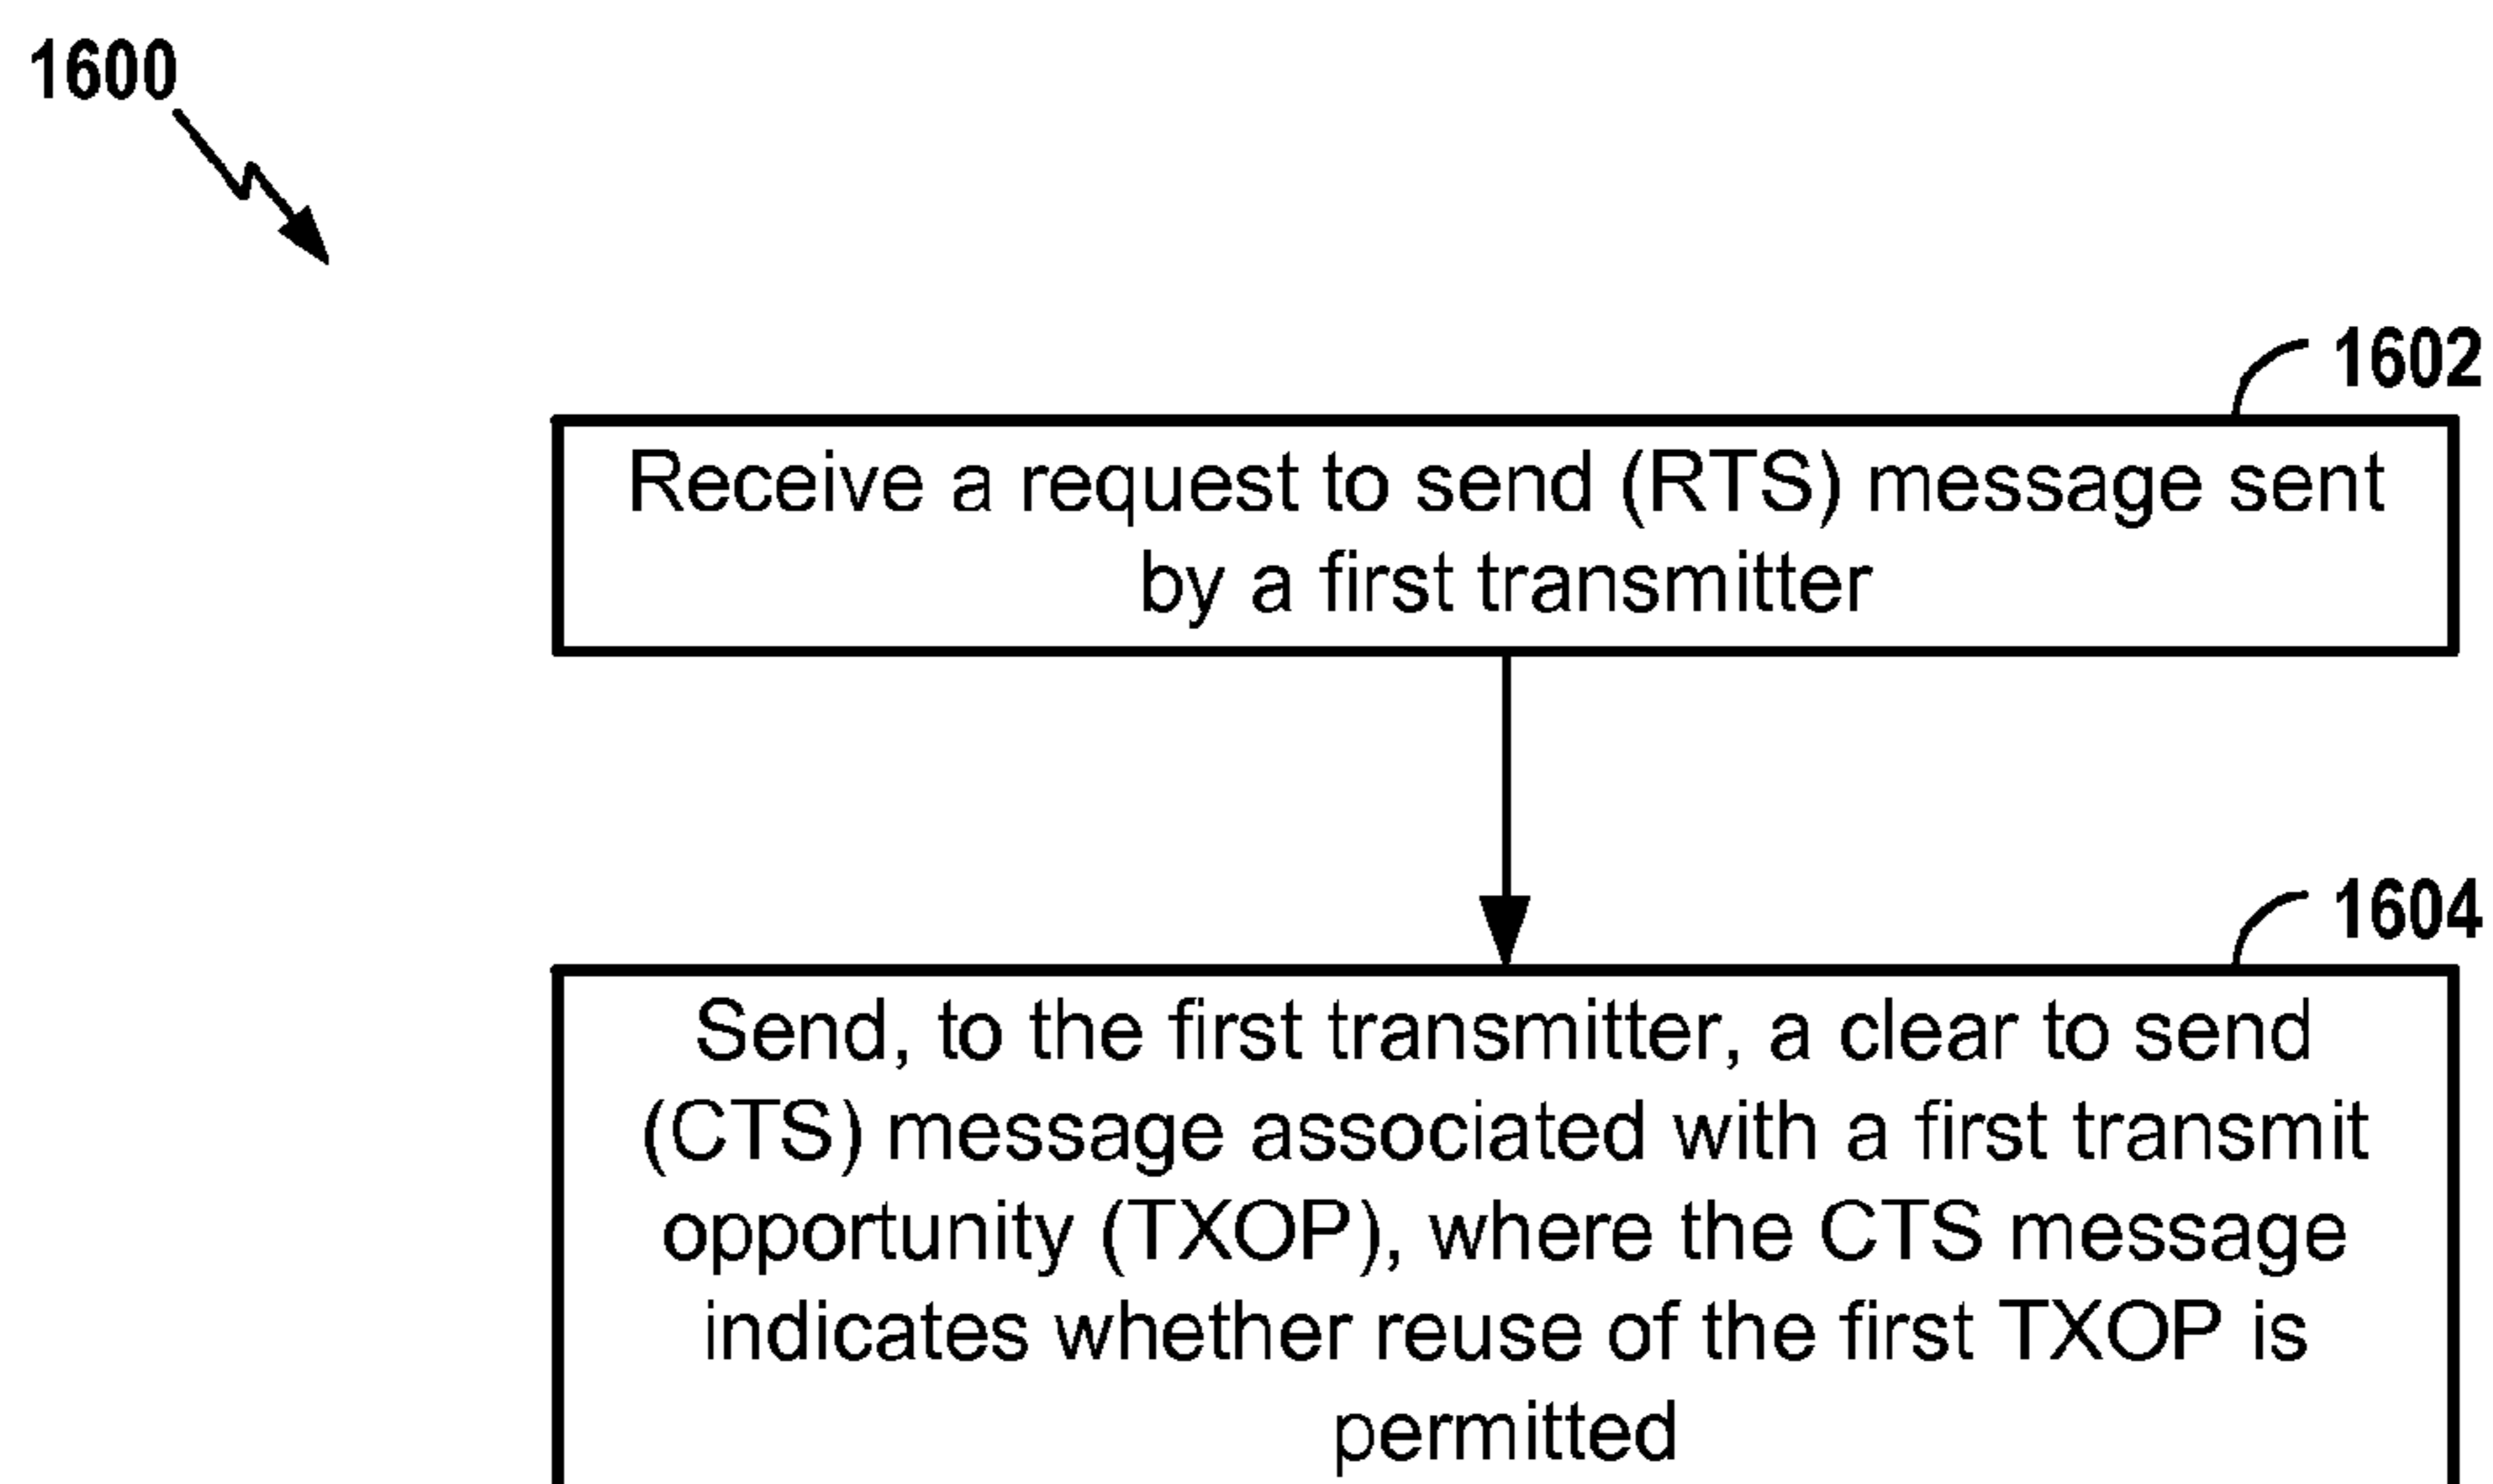 1600
1602
Receive a request to send (RTS) message sent
by a first transmitter
1604
Send, to the first transmitter, a clear to send
(CTS) message associated with a first transmit
opportunity (TXOP), where the CTS message
indicates whether reuse of the first TXOP is
permitted